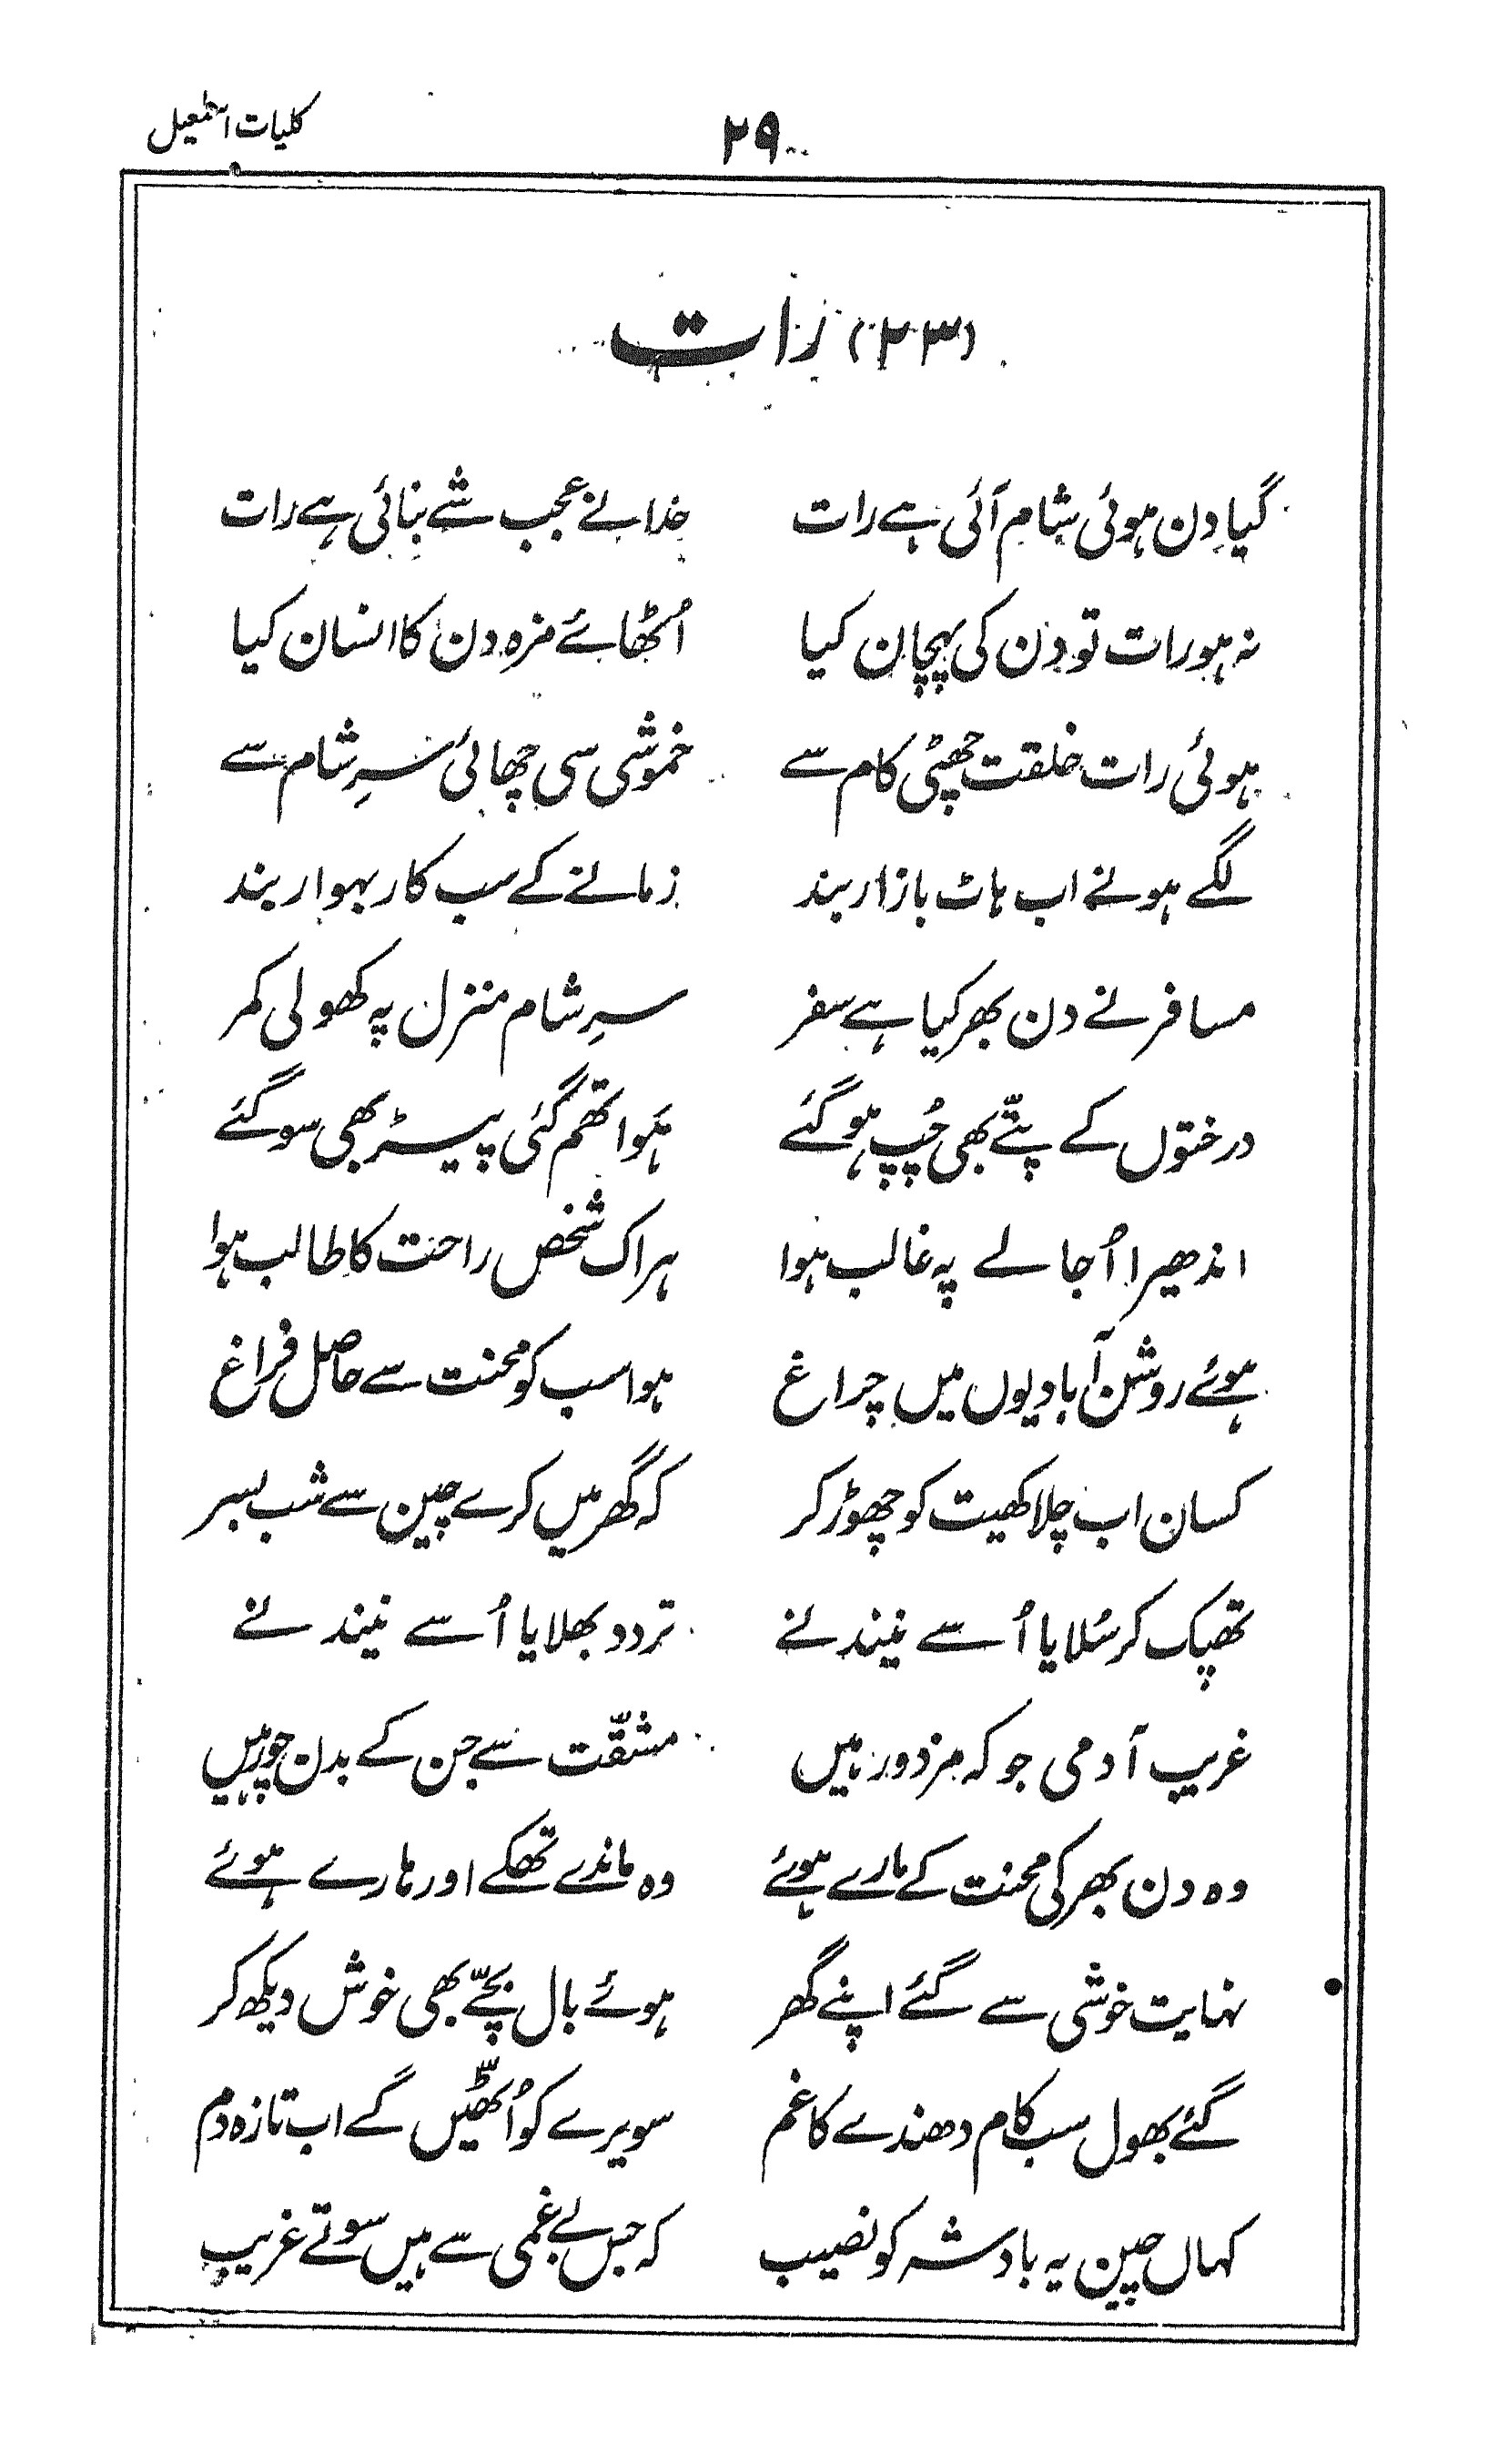 ۲۹۰ کلیات اسمٰعیل
(۲۳) رات
گیا دن ہوئی شام آئی ہے رات خدا نے عجب شے بنائی ہے رات
نہ ہو رات تو دن کی پہچان کیا اُٹھائے مزہ دن کا انسان کیا
ہوئی رات خلقت چھٹی کام سے خموشی سی چھائی سرِ شام سے
لگے ہونے اب ہاٹ بازار بند زمانے کے سب کار بہوار بند
مسافر نے دن بھر کیا ہے سفر سرِ شام منزل پہ کھولی کمر
درختوں کے پتّے بھی چُپ ہو گئے ہَوا تھم گئی پیڑ بھی سو گئے
اندھیرا اُجالے پہ غالب ہوا ہر اک شخص راحت کا طالب ہوا
ہوئے روشن آبادیوں میں چراغ ہوا سب کو محنت سے حاصل فراغ
کسان اب چلا کھیت کو چھوڑ کر کہ گھر میں کرے چین سے شب بسر
تھپک کر سُلایا اُسے نیند نے تردد بھلایا اُسے نیند نے
غریب آدمی جو کہ مزدور ہیں مشقّت سے جن کے بدن چور ہیں
وہ دن بھر کی محنت کے مارے ہوئے وہ ماندے تھکے اور ہارے ہوئے
نہایت خوشی سے گئے اپنے گھر ہوئے بال بچّے بھی خوش دیکھ کر
گئے بھول سب کام دھندے کا غم سویرے کو اُٹھّیں گے اب تازہ دم
کہاں چین یہ بادشہ کو نصیب کہ جس بے غمی سے ہیں سوتے غریب